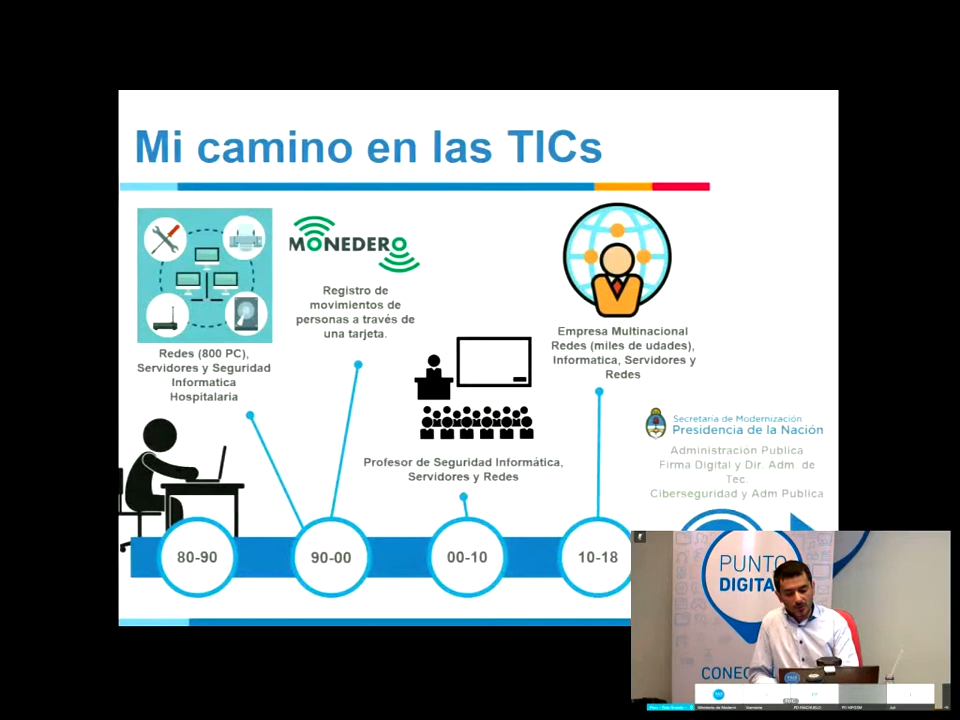 Mi camino en las TICs
MONEDERO
Registro de
movimientos de
personas a través de
una tarjeta.
Redes (800 PC),
Servidores y Seguridad
Informatica
Hospitalaria
Empresa Multinacional
Redes (miles de udades),
Informatica, Servidores y
Redes
Profesor de Seguridad Informática,
Servidores y Redes
Secretaría de Modernización
Presidencia de la Nación
Administración Publica
Firma Digital y Dir. Adm de
Tec.
Ciberseguridad y Adm Publica
80-90
90-00
00-10
10-18
PUNTO
DIGITA
CONEC